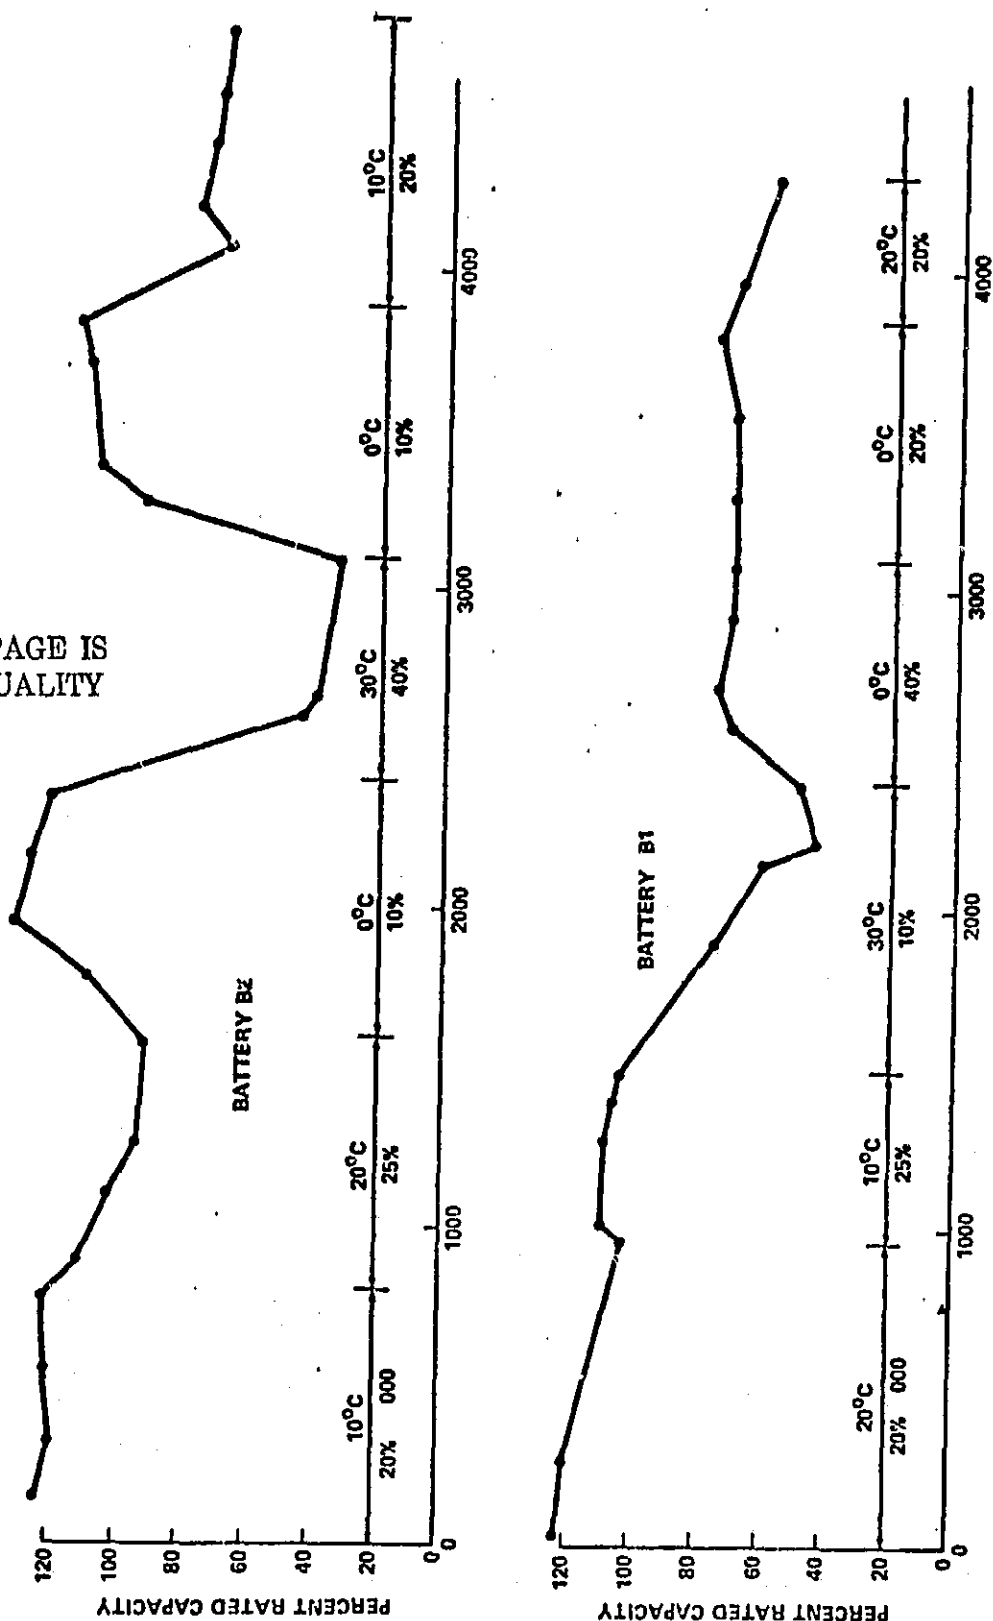 PAGE IS
UALITY
PERCENT RATED CAPACITY
120
100
80
60
40
20
0
BATTERY B2
10°C
20% 000
20°C
25%
0°C
10%
30°C
40%
0°C
10%
10°C
20%
0
1000
2000
3000
4000
PERCENT RATED CAPACITY
120
100
80
60
40
20
0
BATTERY B1
20°C
20% 000
10°C
25%
30°C
10%
0°C
40%
0°C
20%
20°C
20%
0
1000
2000
3000
4000